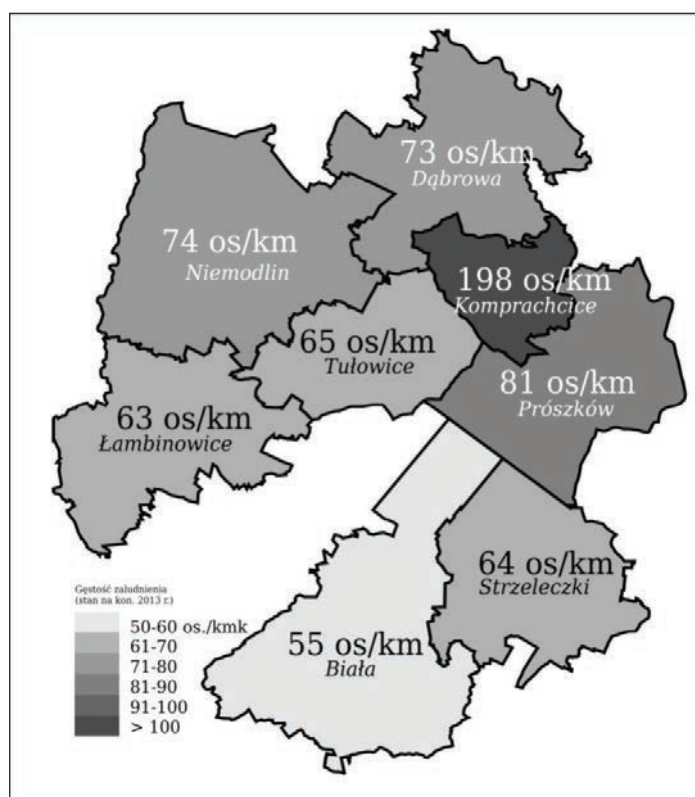 73 os/km
Dąbrowa
74 os/km
Niemodlin
198 os/km
Komprachcice
65 os/km
Tułowice
81 os/km
Prószków
63 os/km
Łambinowice
64 os/km
Strzeleczki
55 os/km
Biała
Gęstość zaludnienia
(stan na kon. 2013 r.)
50-60 os./kmk
61-70
71-80
81-90
91-100
> 100